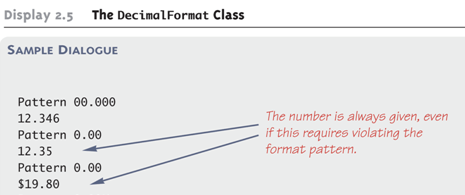 Display 2.5 The DecimalFormat Class
SAMPLE DIALOGUE
Pattern 00.000
12.346
Pattern 0.00
12.35
Pattern 0.00
$19.80
The number is always given, even
if this requires violating the
format pattern.